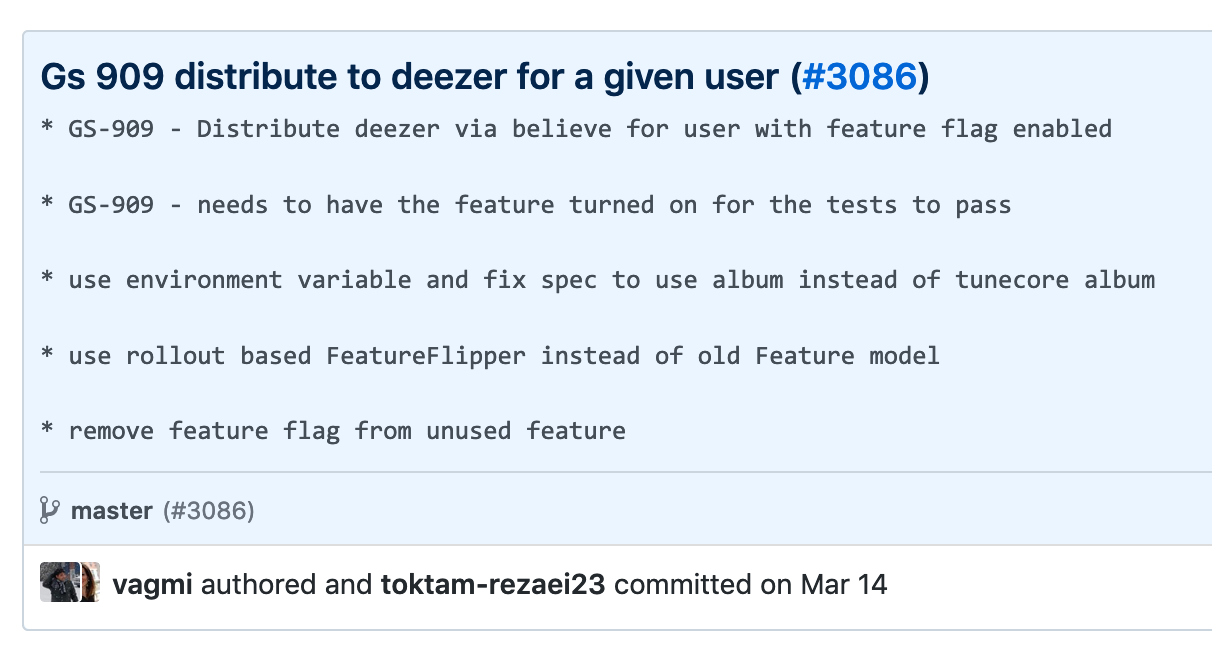 Gs 909 distribute to deezer for a given user (#3086)
* GS-909 - Distribute deezer via believe for user with feature flag enabled
* GS-909 - needs to have the feature turned on for the tests to pass
* use environment variable and fix spec to use album instead of tunecore album
* use rollout based FeatureFlipper instead of old Feature model
* remove feature flag from unused feature
master (#3086)
vagmi authored and toktam-rezaei23 committed on Mar 14